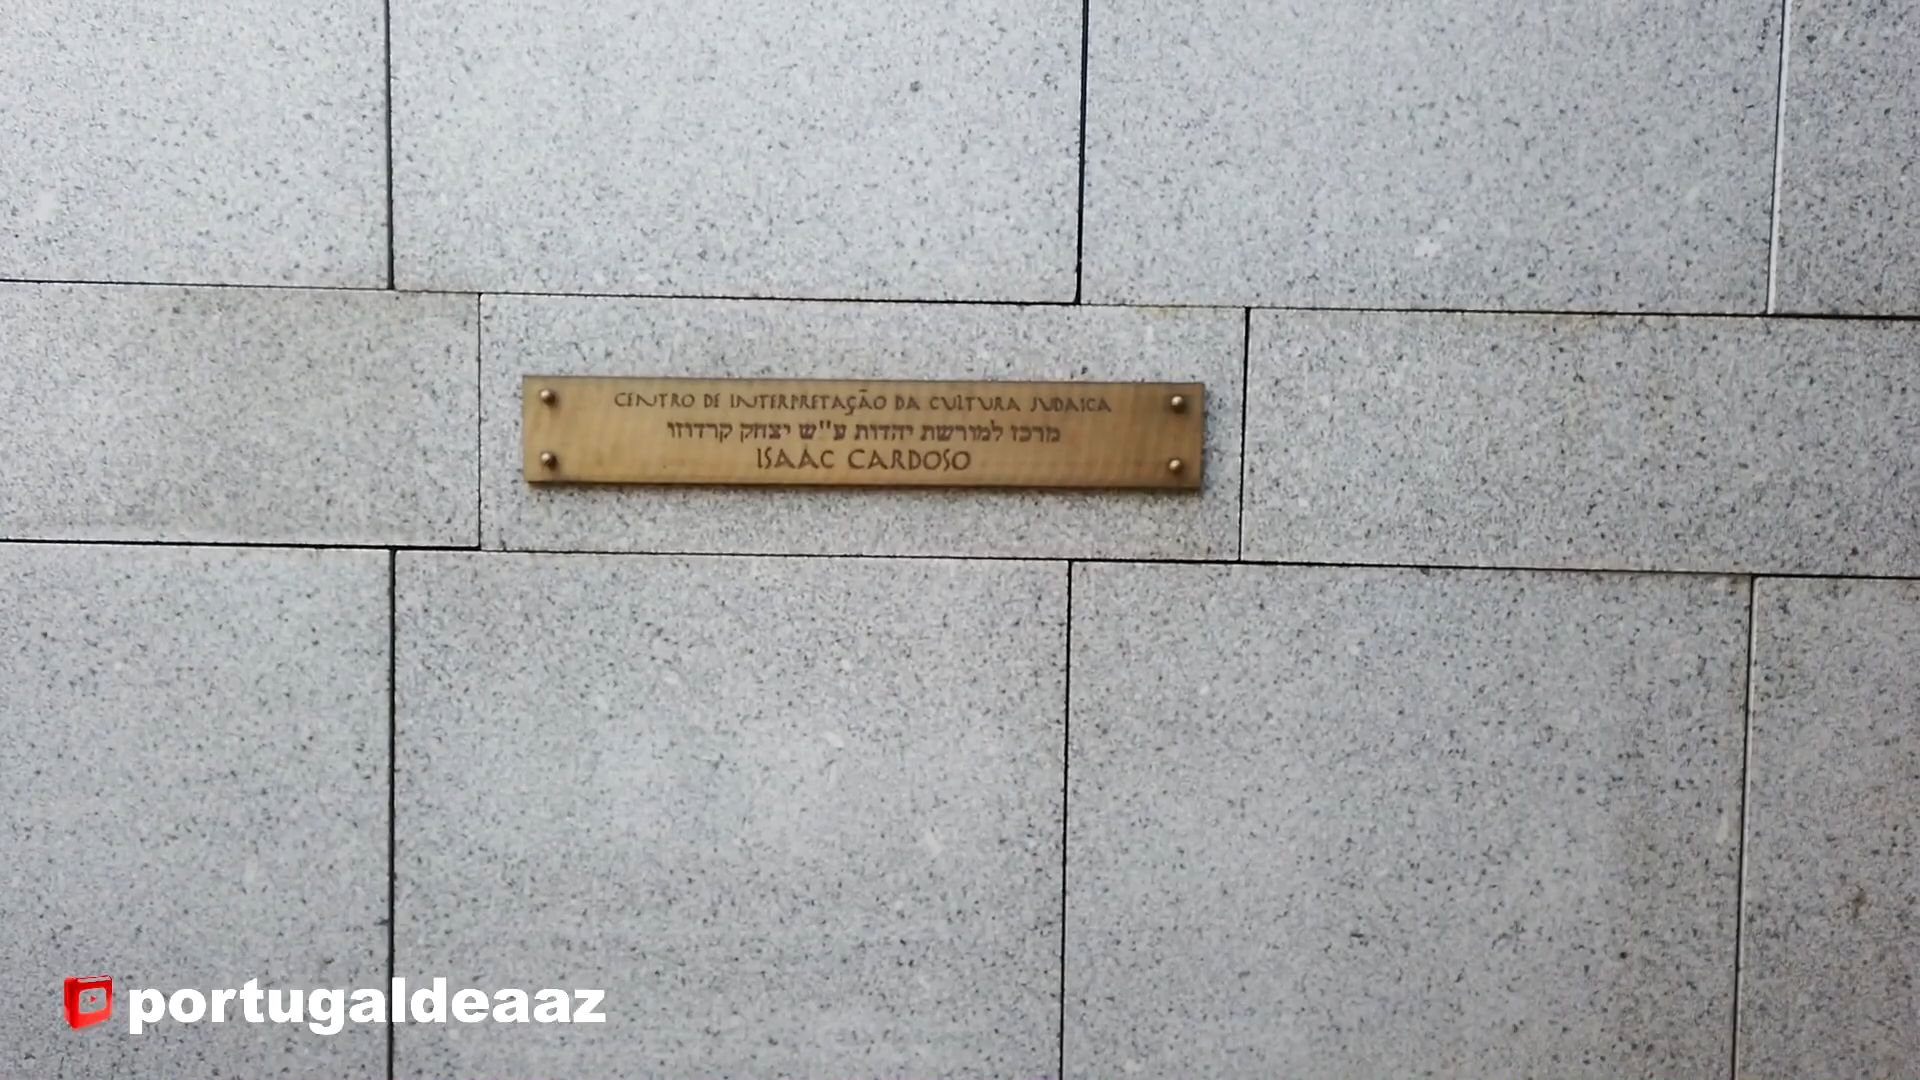 CENTRO DE INTERPRETAÇÃO DA CULTURA JUDAICA
מרכז למורשת יהדות ע"ש יצחק קרדוזו
ISAAC CARDOSO
portugaldeaaz